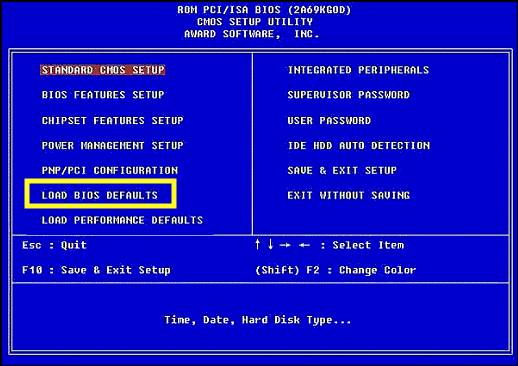 ROM PCI/ISA BIOS (2A69KG0D)
CMOS SETUP UTILITY
AWARD SOFTWARE, INC.
STANDARD CMOS SETUP
BIOS FEATURES SETUP
CHIPSET FEATURES SETUP
POWER MANAGEMENT SETUP
PNP/PCI CONFIGURATION
LOAD BIOS DEFAULTS
LOAD PERFORMANCE DEFAULTS
INTEGRATED PERIPHERALS
SUPERVISOR PASSWORD
USER PASSWORD
IDE HDD AUTO DETECTION
SAVE & EXIT SETUP
EXIT WITHOUT SAVING
Esc : Quit
F10 : Save & Exit Setup
↑ ↓ → ← : Select Item
(Shift) F2 : Change Color
Time, Date, Hard Disk Type...